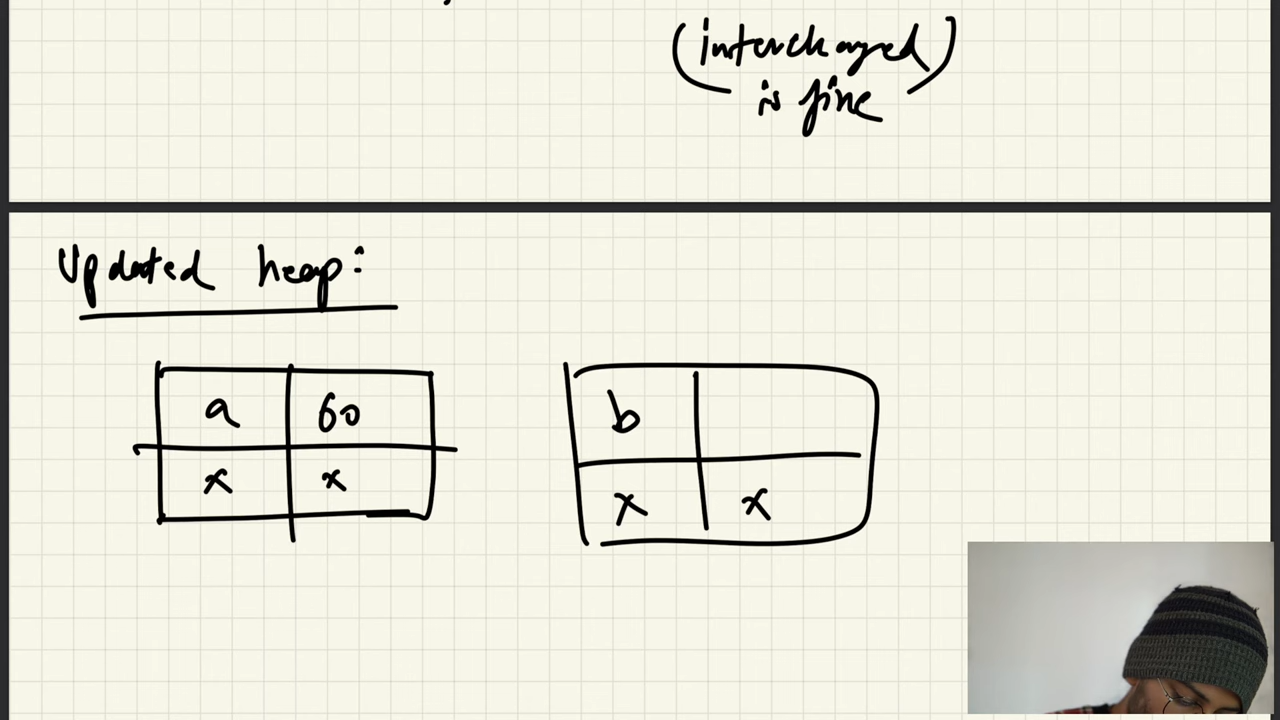 (interchanged)
is fine
Updated heap:
a 60
x x
b
x x